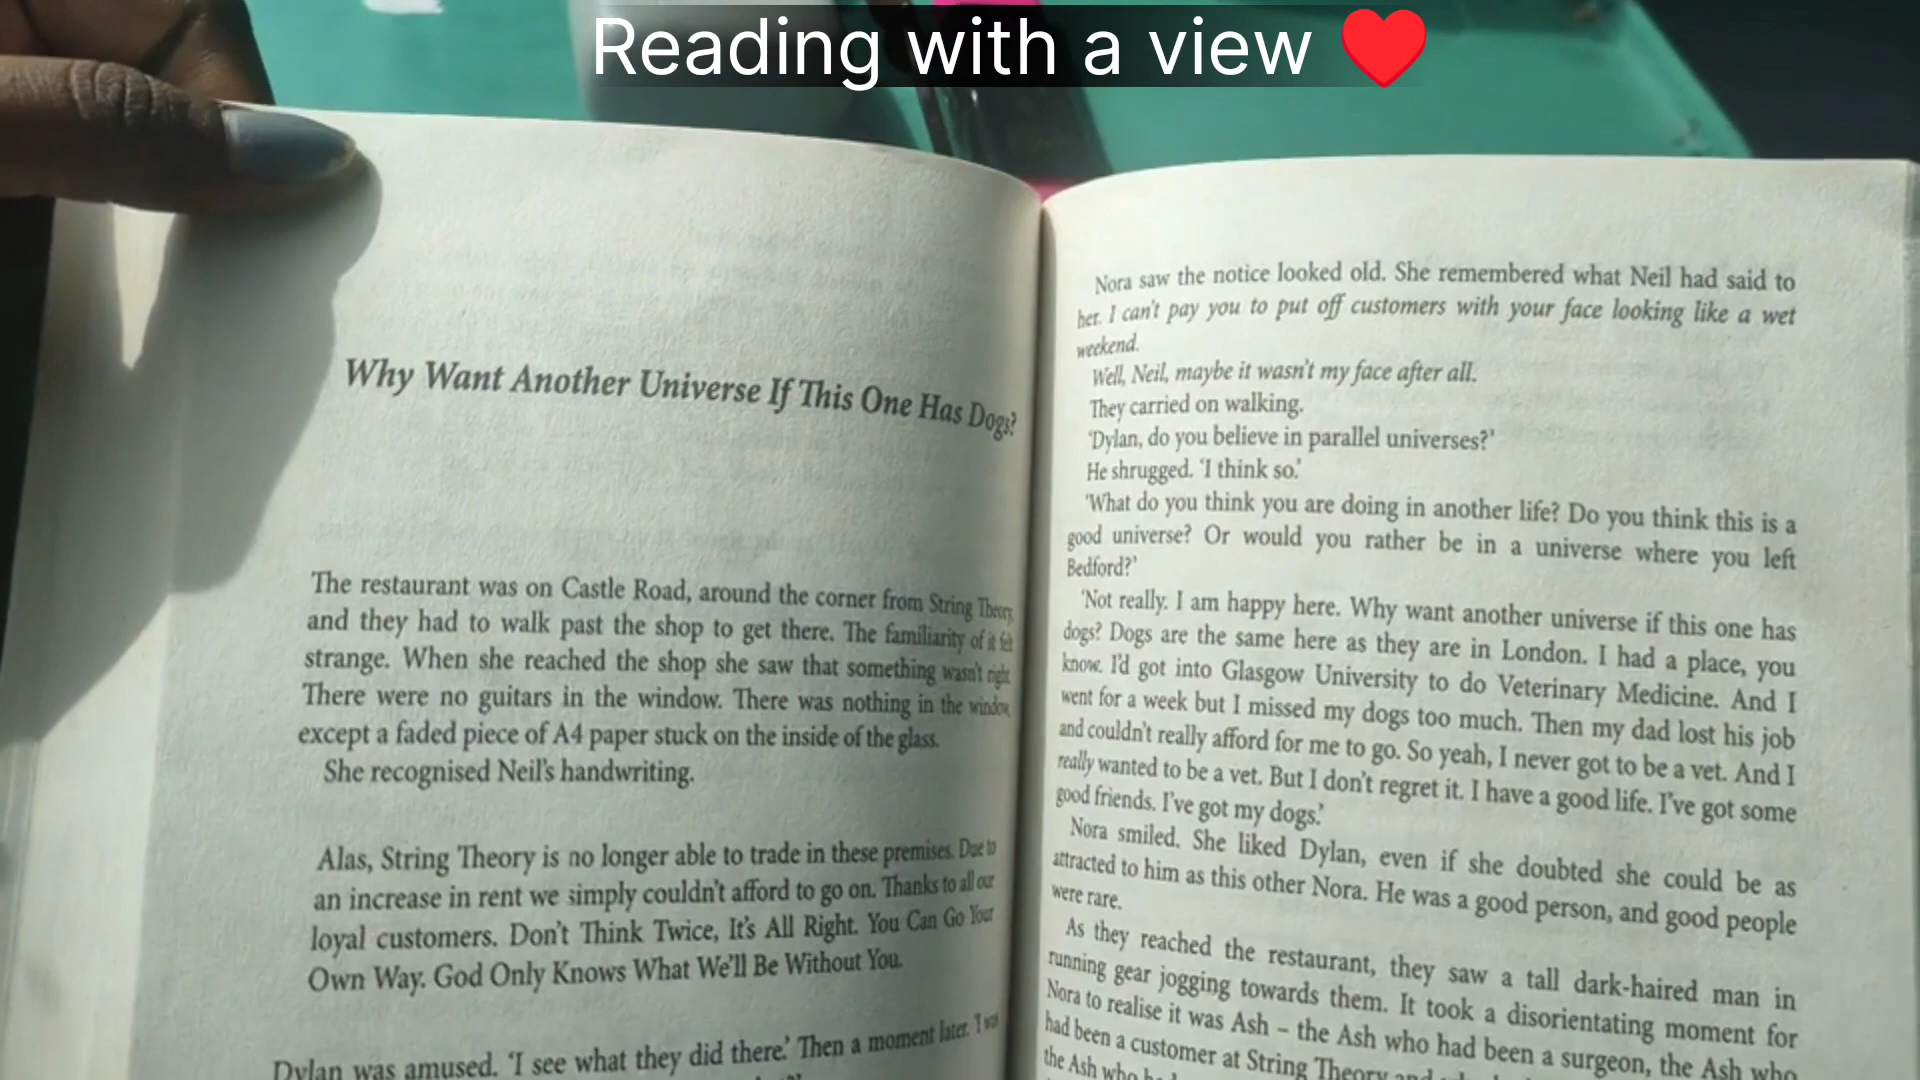 Reading with a view ❤️
Why Want Another Universe If This One Has Dogs?
The restaurant was on Castle Road, around the corner from String Theory,
and they had to walk past the shop to get there. The familiarity of it felt
strange. When she reached the shop she saw that something wasn't right.
There were no guitars in the window. There was nothing in the window,
except a faded piece of A4 paper stuck on the inside of the glass.
She recognised Neil's handwriting.
Alas, String Theory is no longer able to trade in these premises. Due to
an increase in rent we simply couldn't afford to go on. Thanks to all our
loyal customers. Don't Think Twice, It's All Right. You Can Go Your
Own Way. God Only Knows What We'll Be Without You.
Dylan was amused. 'I see what they did there.' Then a moment later. 'I was
Nora saw the notice looked old. She remembered what Neil had said to
her. I can't pay you to put off customers with your face looking like a wet
weekend.
Well, Neil, maybe it wasn't my face after all.
They carried on walking.
'Dylan, do you believe in parallel universes?'
He shrugged. 'I think so.'
'What do you think you are doing in another life? Do you think this is a
good universe? Or would you rather be in a universe where you left
Bedford?'
'Not really. I am happy here. Why want another universe if this one has
dogs? Dogs are the same here as they are in London. I had a place, you
know. I'd got into Glasgow University to do Veterinary Medicine. And I
went for a week but I missed my dogs too much. Then my dad lost his job
and couldn't really afford for me to go. So yeah, I never got to be a vet. And I
really wanted to be a vet. But I don't regret it. I have a good life. I've got some
good friends. I've got my dogs.'
Nora smiled. She liked Dylan, even if she doubted she could be as
attracted to him as this other Nora. He was a good person, and good people
were rare.
As they reached the restaurant, they saw a tall dark-haired man in
running gear jogging towards them. It took a disorientating moment for
Nora to realise it was Ash – the Ash who had been a surgeon, the Ash who
had been a customer at String Theory and
the Ash who